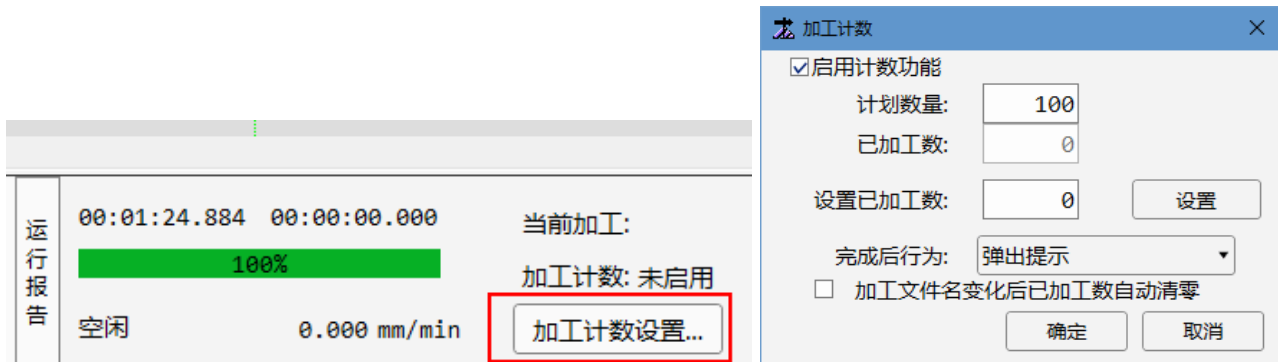 运行报告
00:01:24.884 00:00:00.000
当前加工:
100%
加工计数: 未启用
空闲 0.000 mm/min
加工计数设置...
加工计数
启用计数功能
计划数量: 100
已加工数: 0
设置已加工数: 0 设置
完成后行为: 弹出提示
加工文件名变化后已加工数自动清零
确定 取消